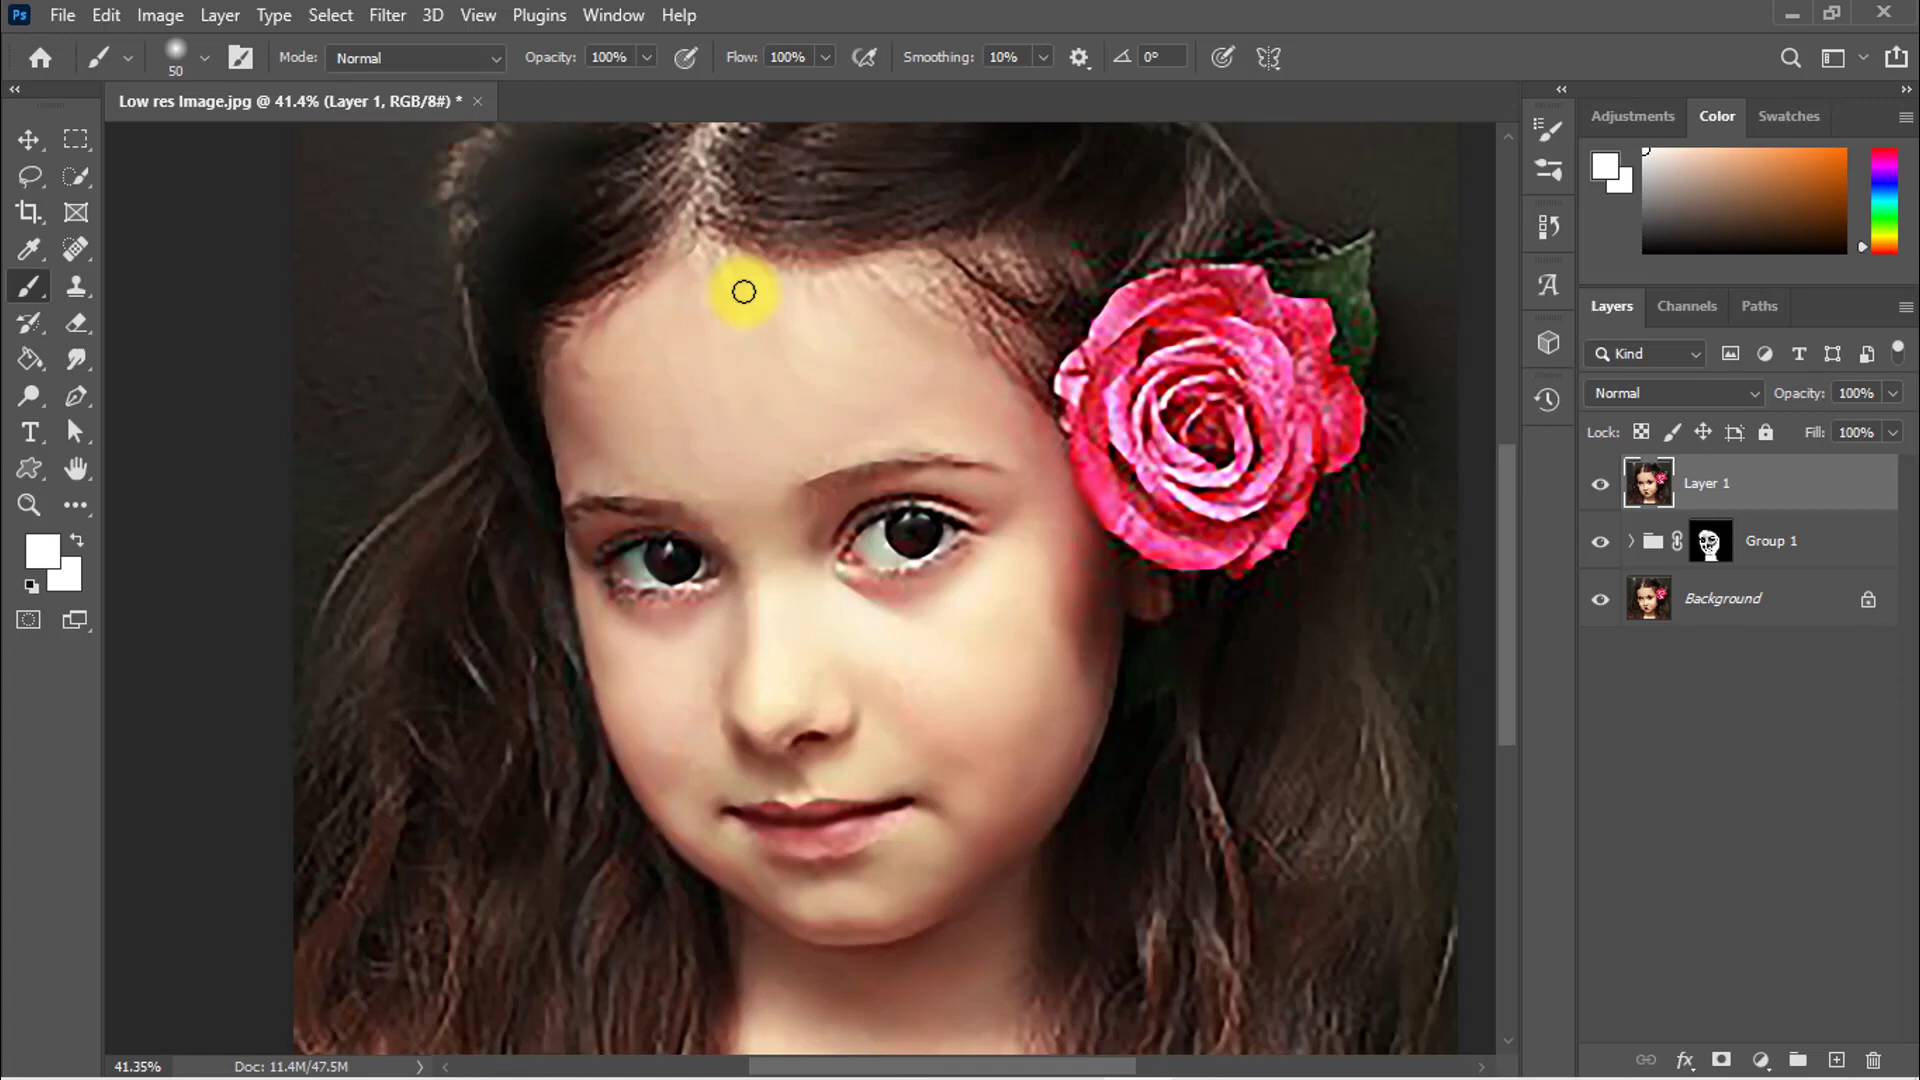 Ps File Edit Image Layer Type Select Filter 3D View Plugins Window Help
50 Mode: Normal Opacity: 100% Flow: 100% Smoothing: 10% 0°
Low res Image.jpg @ 41.4% (Layer 1, RGB/8#) *
Adjustments Color Swatches
Layers Channels Paths
Kind
Normal Opacity: 100%
Lock: Fill: 100%
Layer 1
Group 1
Background
41.35% Doc: 11.4M/47.5M